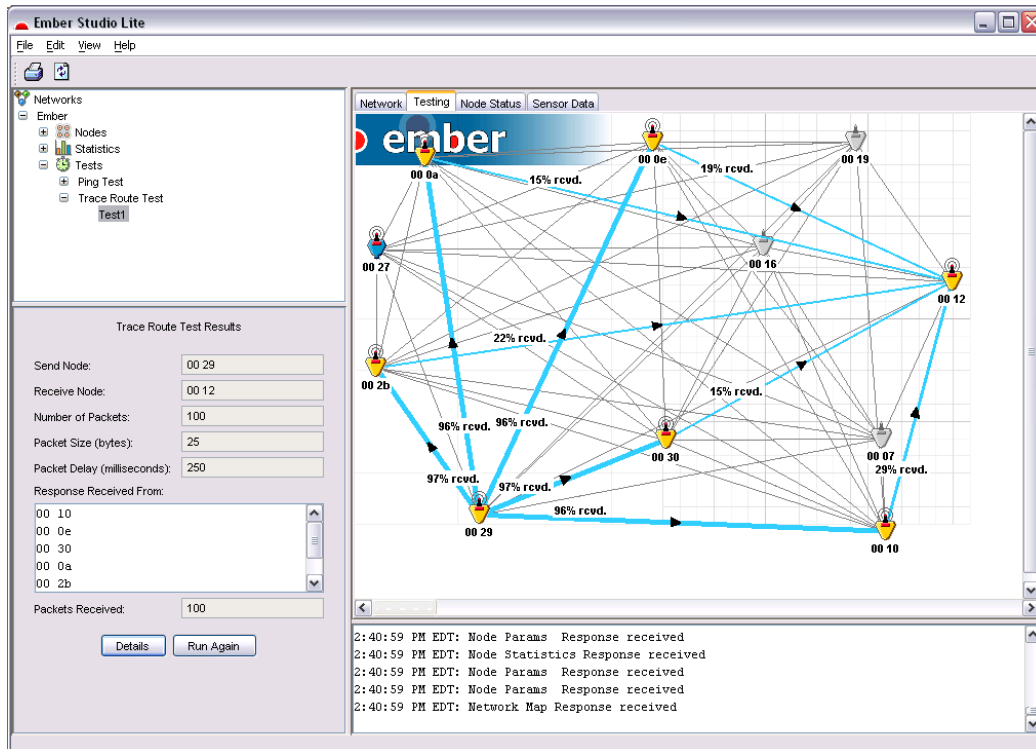 Ember Studio Lite
File Edit View Help
Networks
Ember
Nodes
Statistics
Tests
Ping Test
Trace Route Test
Test1
Network Testing Node Status Sensor Data
ember
00 0a
00 0e
00 19
15% rcvd.
19% rcvd.
00 27
00 16
00 12
22% rcvd.
00 2b
15% rcvd.
96% rcvd.
96% rcvd.
00 30
00 07
97% rcvd.
97% rcvd.
29% rcvd.
96% rcvd.
00 29
00 10
Trace Route Test Results
Send Node: 00 29
Receive Node: 00 12
Number of Packets: 100
Packet Size (bytes): 25
Packet Delay (milliseconds): 250
Response Received From:
00 10
00 0e
00 30
00 0a
00 2b
Packets Received: 100
Details Run Again
2:40:59 PM EDT: Node Params Response received
2:40:59 PM EDT: Node Statistics Response received
2:40:59 PM EDT: Node Params Response received
2:40:59 PM EDT: Node Params Response received
2:40:59 PM EDT: Network Map Response received